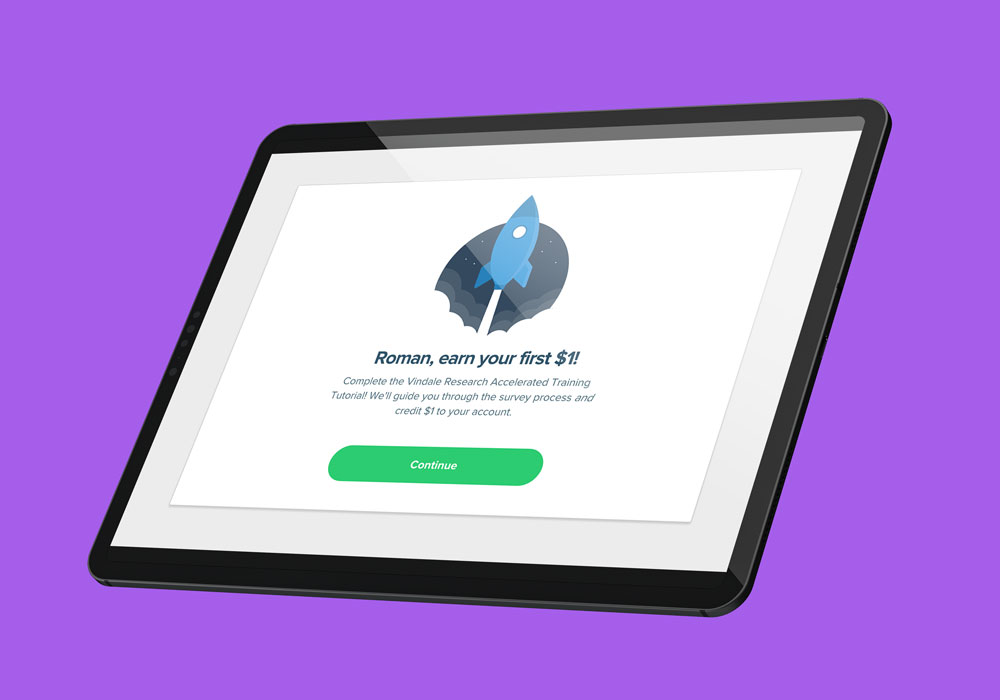 Roman, earn your first $1!
Complete the Vindale Research Accelerated Training
Tutorial! We'll guide you through the survey process and
credit $1 to your account.
Continue